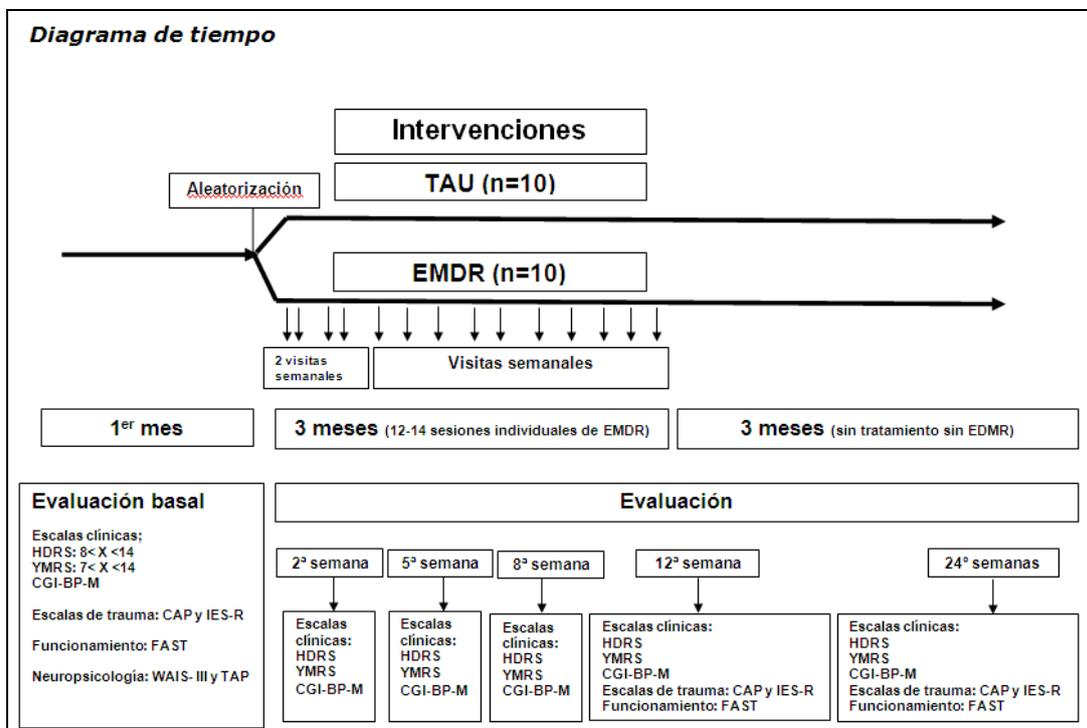 Diagrama de tiempo
Intervenciones
Aleatorización
TAU (n=10)
EMDR (n=10)
2 visitas
semanales
Visitas semanales
1er mes
3 meses (12-14 sesiones individuales de EMDR)
3 meses (sin tratamiento sin EDMR)
Evaluación basal
Escalas clínicas;
HDRS: 8< X <14
YMRS: 7< X <14
CGI-BP-M
Escalas de trauma: CAP y IES-R
Funcionamiento: FAST
Neuropsicología: WAIS- III y TAP
Evaluación
2ª semana
5ª semana
8ª semana
12ª semana
24º semanas
Escalas
clínicas:
HDRS
YMRS
CGI-BP-M
Escalas
clínicas:
HDRS
YMRS
CGI-BP-M
Escalas
clínicas:
HDRS
YMRS
CGI-BP-M
Escalas clínicas:
HDRS
YMRS
CGI-BP-M
Escalas de trauma: CAP y IES-R
Funcionamiento: FAST
Escalas clínicas:
HDRS
YMRS
CGI-BP-M
Escalas de trauma: CAP y IES-R
Funcionamiento: FAST